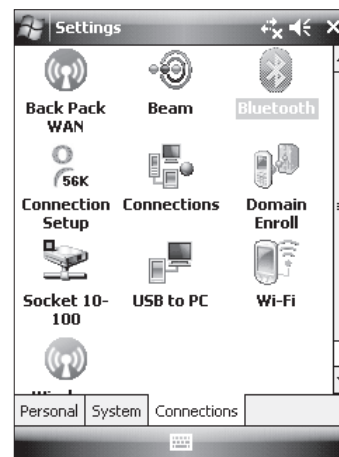 Settings
Back Pack WAN
Beam
Bluetooth
56K
Connection Setup
Connections
Domain Enroll
Socket 10-100
USB to PC
Wi-Fi
Personal
System
Connections